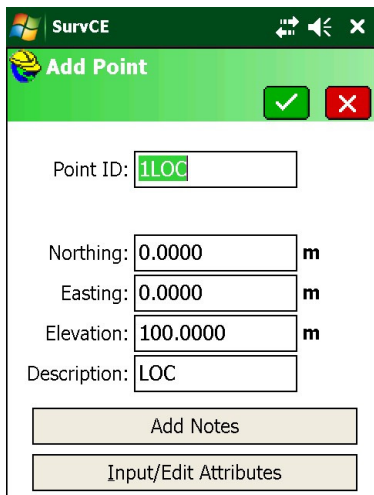 SurvCE
Add Point
Point ID: 1LOC
Northing: 0.0000 m
Easting: 0.0000 m
Elevation: 100.0000 m
Description: LOC
Add Notes
Input/Edit Attributes